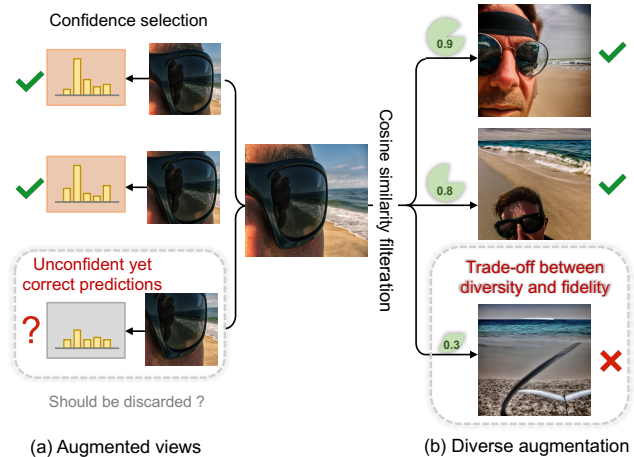 Confidence selection
Unconfident yet
correct predictions
?
Should be discarded ?
(a) Augmented views
Cosine similarity filteration
0.9
0.8
Trade-off between
diversity and fidelity
0.3
(b) Diverse augmentation